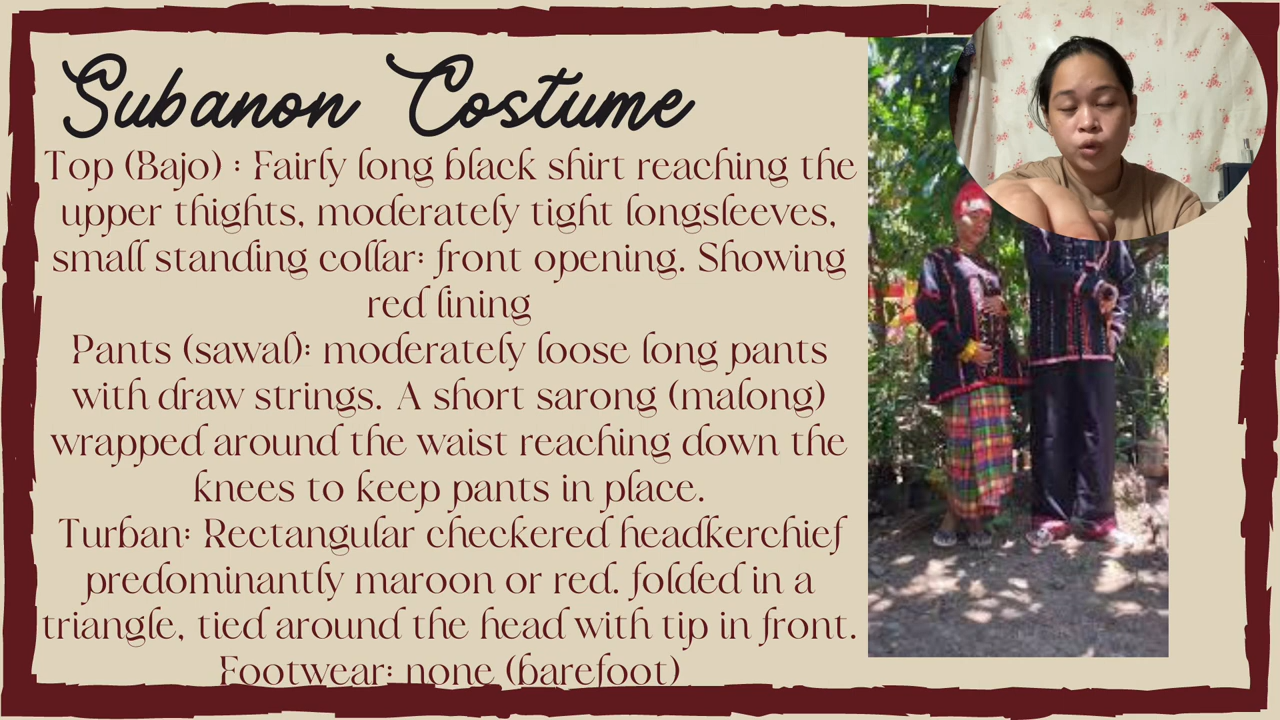 Subanon Costume
Top (Bajo) : Fairly long black shirt reaching the
upper thights, moderately tight longsleeves,
small standing collar: front opening. Showing
red lining
Pants (sawal): moderately loose long pants
with draw strings. A short sarong (malong)
wrapped around the waist reaching down the
knees to keep pants in place.
Turban: Rectangular checkered headkerchief
predominantly maroon or red. folded in a
triangle, tied around the head with tip in front.
Footwear: none (barefoot)